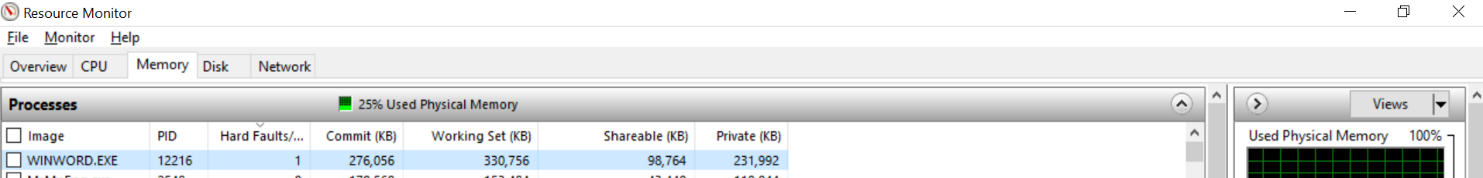 Resource Monitor
File Monitor Help
Overview CPU Memory Disk Network
Processes 25% Used Physical Memory Views
Image PID Hard Faults/... Commit (KB) Working Set (KB) Shareable (KB) Private (KB) Used Physical Memory 100%
WINWORD.EXE 12216 1 276,056 330,756 98,764 231,992